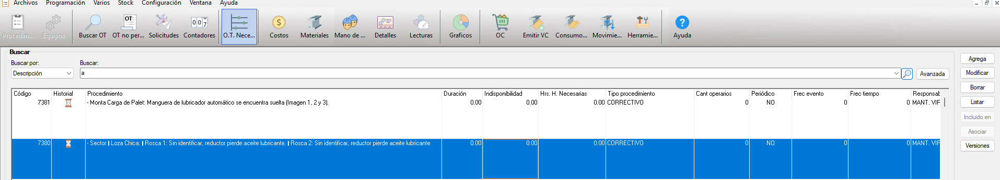 Archivos Programación Varios Stock Configuración Ventana Ayuda
Procedim... Equipos Buscar OT OT no per... Solicitudes Contadores O.T. Nece... Costos Materiales Mano de ... Detalles Lecturas Graficos OC Emitir VC Consumo... Movimie... Herramie... Ayuda
Buscar
Buscar por: Buscar:
Descripción a Avanzada
Código Historial Procedimiento Duración Indisponibilidad Hrs. H. Necesarias Tipo procedimiento Cant operarios Periódico Frec evento Frec tiempo Responsat
7381 - Monta Carga de Palet: Manguera de lubricador automático se encuentra suelta (Imagen 1, 2 y 3). 0.00 0.00 0.00 CORRECTIVO 0 NO 0 0 MANT. VIF
7380 - Sector | Loza Chica: | Rosca 1: Sin identificar, reductor pierde aceite lubricante. | Rosca 2: Sin identificar, reductor pierde aceite lubricante 0.00 0.00 0.00 CORRECTIVO 0 NO 0 0 MANT. VIF
Agrega
Modificar
Borrar
Listar
Incluido en
Asociar
Versiones